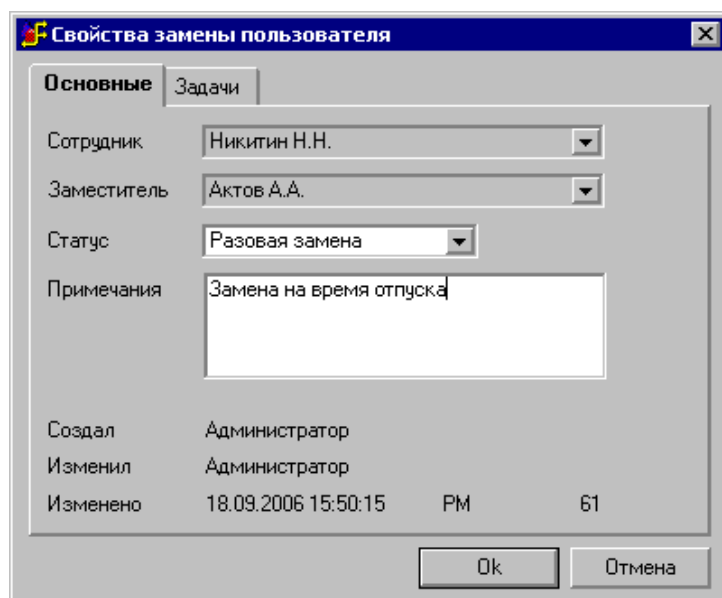 Свойства замены пользователя
Основные Задачи
Сотрудник Никитин Н.Н.
Заместитель Актов А.А.
Статус Разовая замена
Примечания Замена на время отпуска
Создал Администратор
Изменил Администратор
Изменено 18.09.2006 15:50:15 PM 61
Ok Отмена